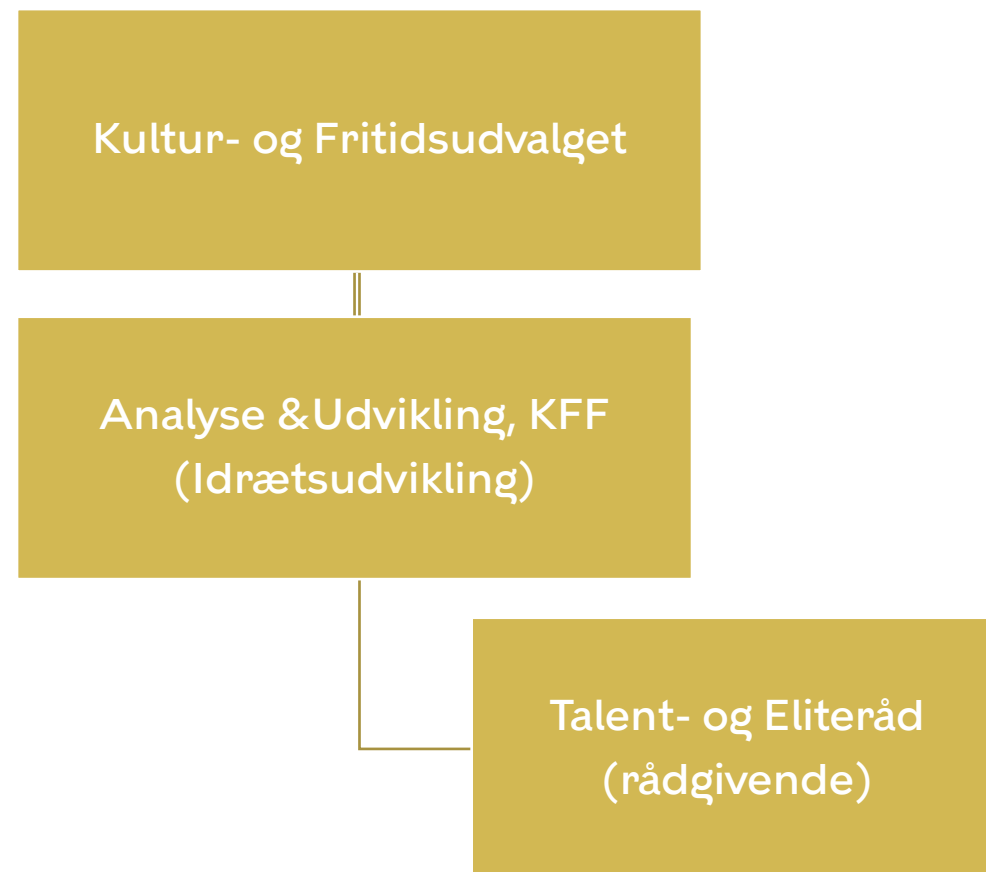 Kultur- og Fritidsudvalget
Analyse &Udvikling, KFF
(Idrætsudvikling)
Talent- og Eliteråd
(rådgivende)